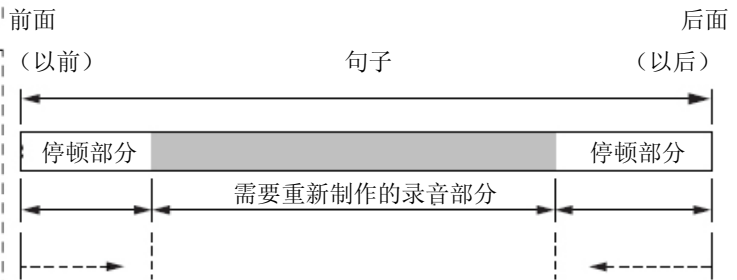 前面 后面
（以前） 句子 （以后）
停顿部分 停顿部分
需要重新制作的录音部分